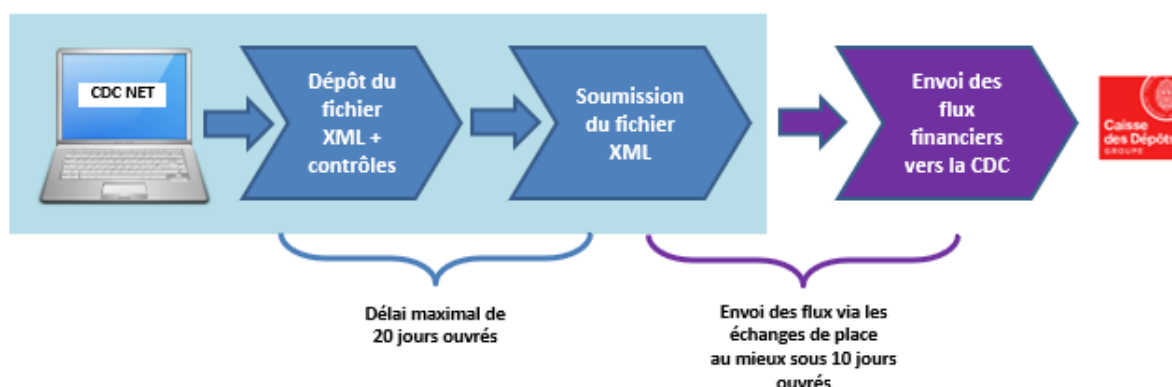 CDC NET
Dépôt du
fichier
XML +
contrôles
Soumission
du fichier
XML
Envoi des
flux
financiers
vers la CDC
Caisse
des Dépôts
GROUPE
Délai maximal de
20 jours ouvrés
Envoi des flux via les
échanges de place
au mieux sous 10 jours
ouvrés